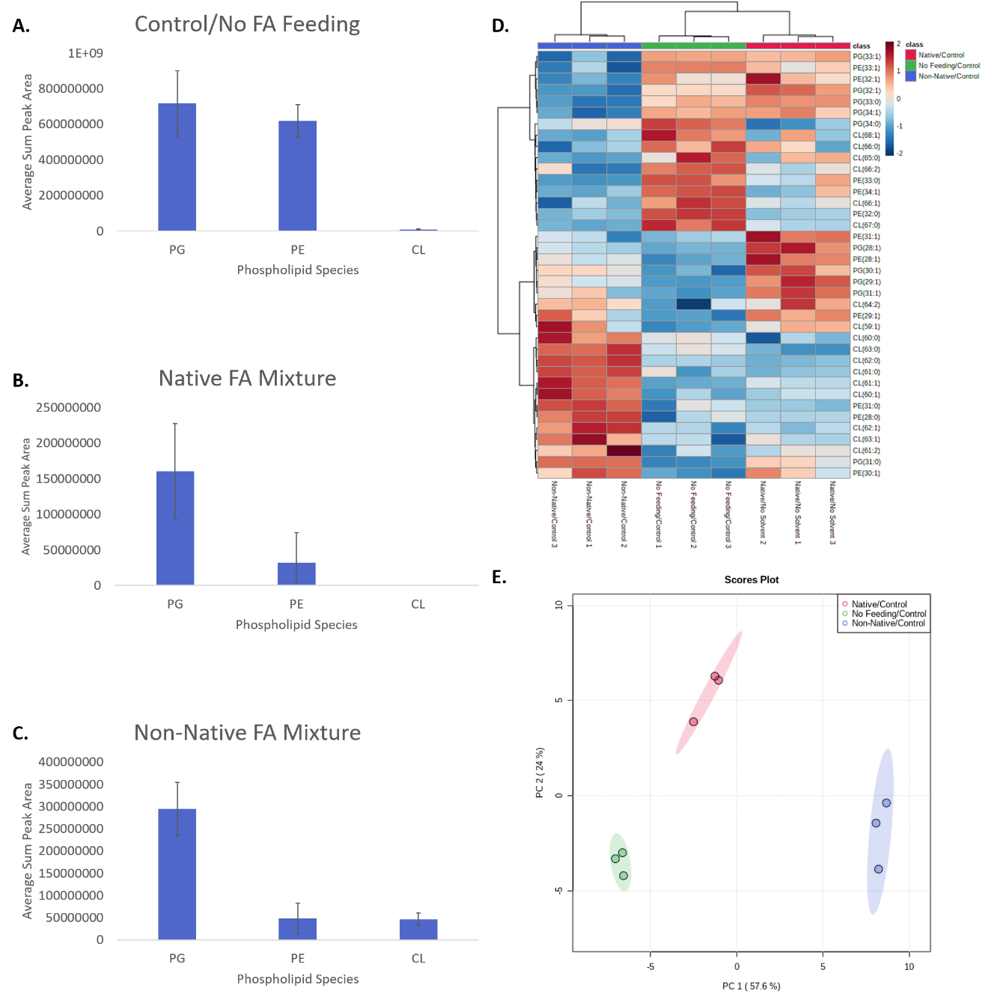 A.
Control/No FA Feeding
1E+09
800000000
600000000
400000000
200000000
0
Average Sum Peak Area
PG
PE
CL
Phospholipid Species
B.
Native FA Mixture
250000000
200000000
150000000
100000000
50000000
0
Average Sum Peak Area
PG
PE
CL
Phospholipid Species
C.
Non-Native FA Mixture
400000000
350000000
300000000
250000000
200000000
150000000
100000000
50000000
0
Average Sum Peak Area
PG
PE
CL
Phospholipid Species
D.
class
PG(33:1)
PE(33:1)
PE(32:1)
PG(32:1)
PG(33:0)
PG(34:1)
PG(34:0)
CL(68:1)
CL(66:0)
CL(65:0)
CL(66:2)
PE(33:0)
PE(34:1)
CL(66:1)
PE(32:0)
CL(67:0)
PE(31:1)
PG(28:1)
PE(28:1)
PG(30:1)
PG(29:1)
PG(31:1)
CL(64:2)
PE(29:1)
CL(59:1)
CL(60:0)
CL(63:0)
CL(62:0)
CL(61:0)
CL(61:1)
CL(60:1)
PE(31:0)
PE(28:0)
CL(62:1)
CL(63:1)
CL(61:2)
PG(31:0)
PE(30:1)
2
1
0
-1
-2
class
Native/Control
No Feeding/Control
Non-Native/Control
Non-Native/Control 3
Non-Native/Control 1
Non-Native/Control 2
No Feeding/Control 1
No Feeding/Control 2
No Feeding/Control 3
Native/No Solvent 2
Native/No Solvent 1
Native/No Solvent 3
E.
Scores Plot
Native/Control
No Feeding/Control
Non-Native/Control
10
5
0
-5
PC 2 ( 24 %)
-5
0
5
10
PC 1 ( 57.6 %)